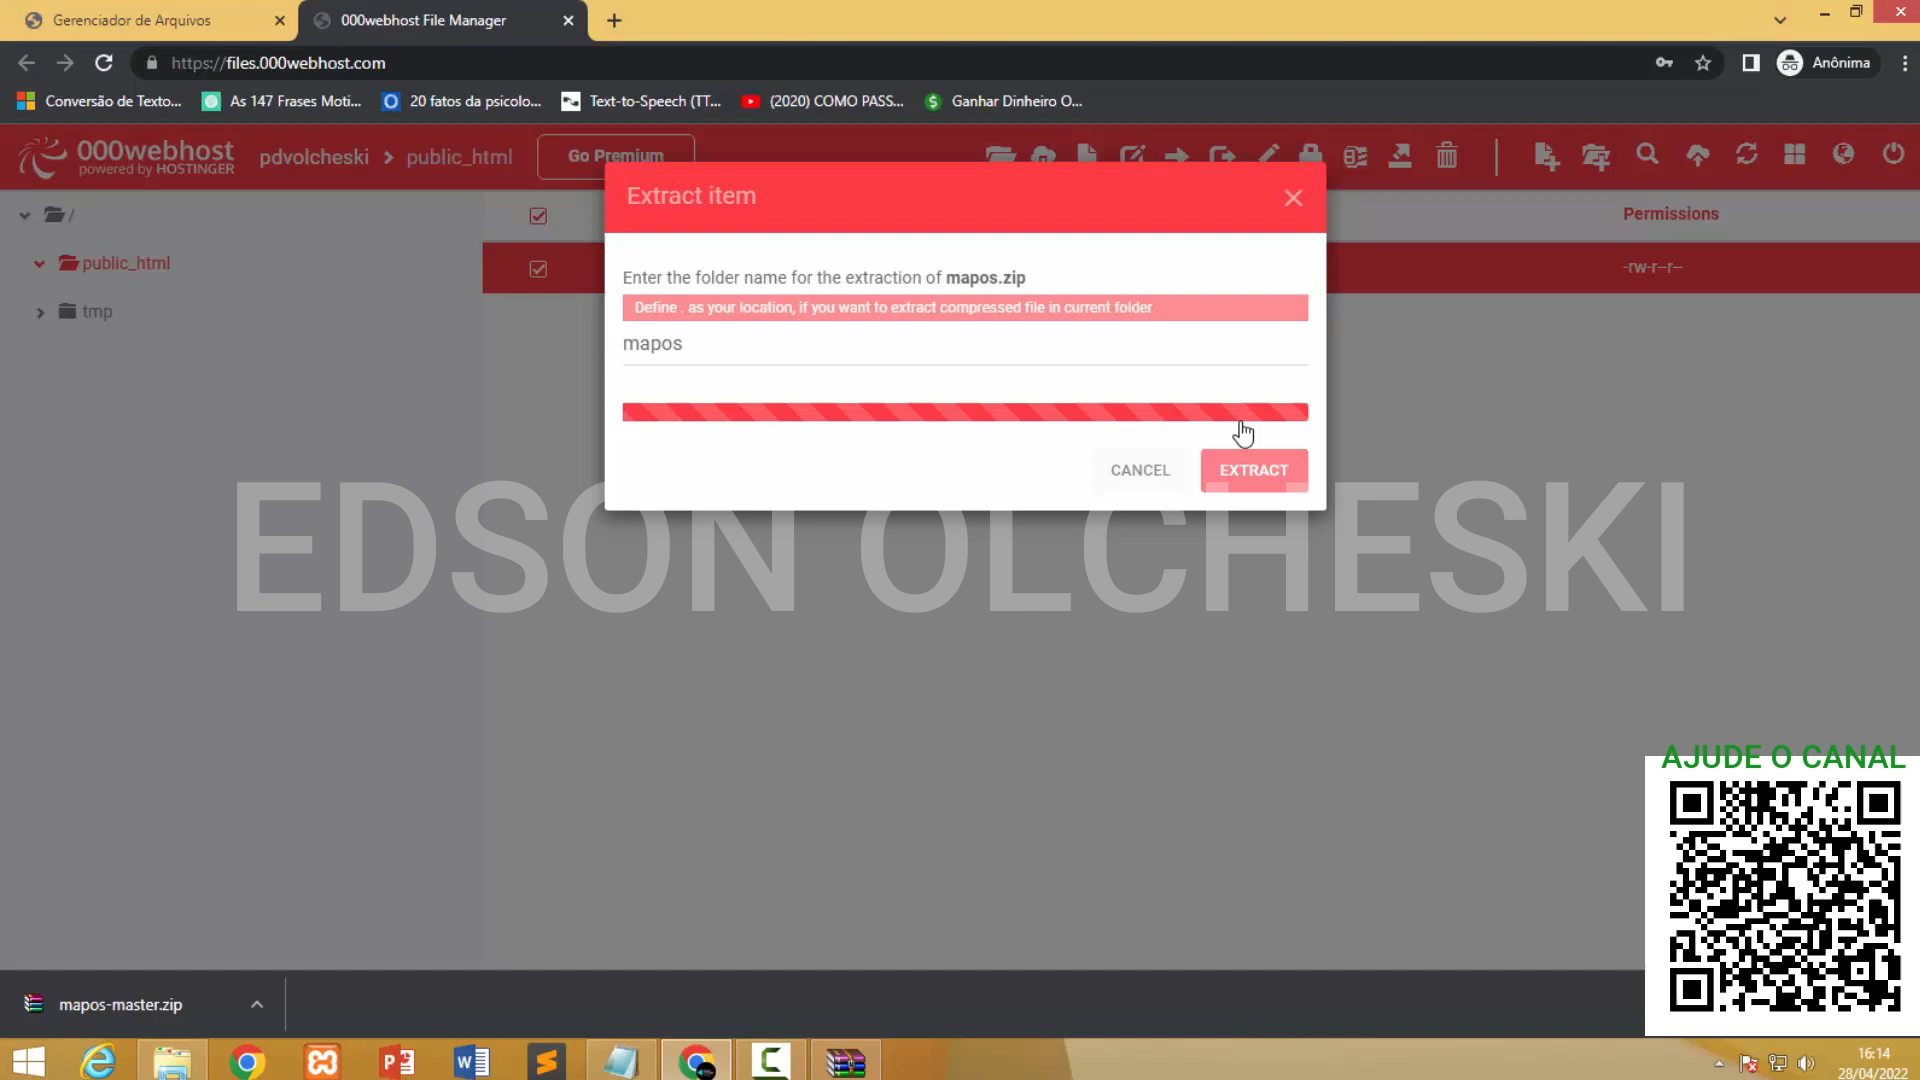 Gerenciador de Arquivos
000webhost File Manager
https://files.000webhost.com
Anônima
Conversão de Texto...
As 147 Frases Moti...
20 fatos da psicolo...
Text-to-Speech (TT...
(2020) COMO PASS...
Ganhar Dinheiro O...
000webhost
powered by HOSTINGER
pdvolcheski > public_html
Go Premium
Extract item
/
Permissions
public_html
-rw-r--r--
tmp
Enter the folder name for the extraction of mapos.zip
Define . as your location, if you want to extract compressed file in current folder
mapos
CANCEL
EXTRACT
EDSON OLCHESKI
AJUDE O CANAL
mapos-master.zip
16:14
28/04/2022